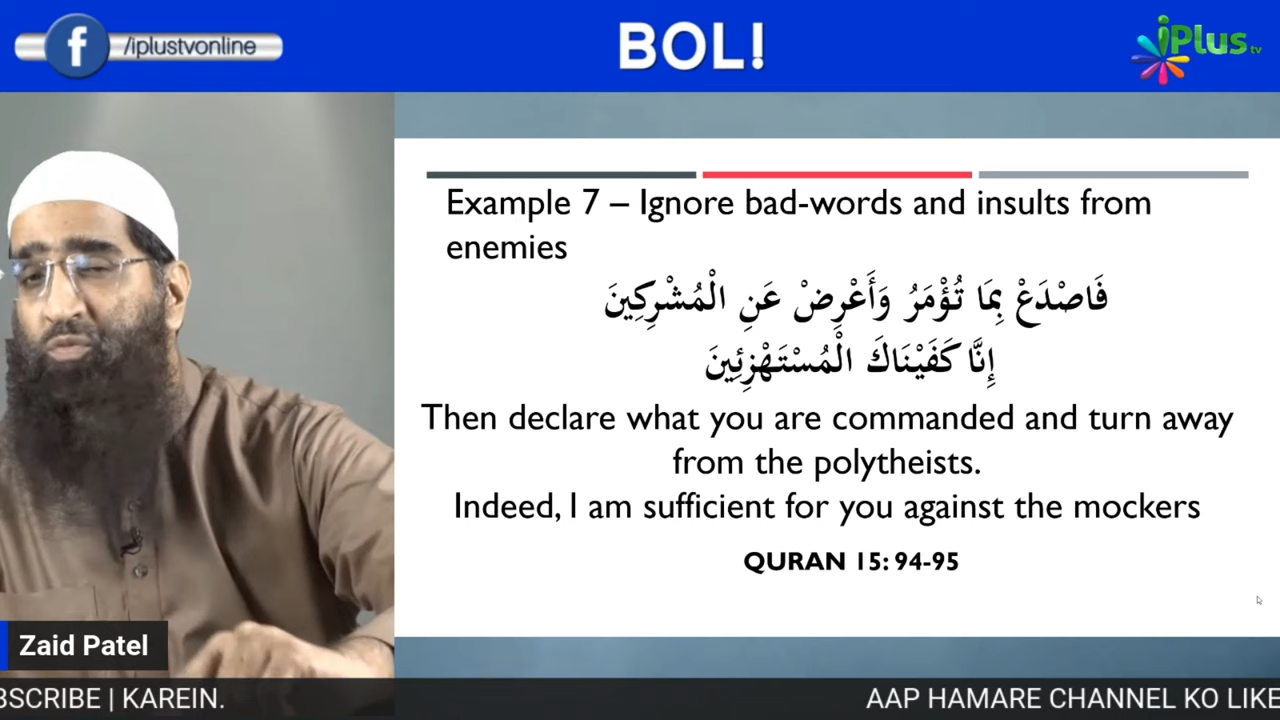 /iplustvonline
BOL!
iPlus tv
Example 7 – Ignore bad-words and insults from
enemies
فَاصْدَعْ بِمَا تُؤْمَرُ وَأَعْرِضْ عَنِ الْمُشْرِكِينَ
إِنَّا كَفَيْنَاكَ الْمُسْتَهْزِئِينَ
Then declare what you are commanded and turn away
from the polytheists.
Indeed, I am sufficient for you against the mockers
QURAN 15: 94-95
Zaid Patel
BSCRIBE | KAREIN.
AAP HAMARE CHANNEL KO LIKE